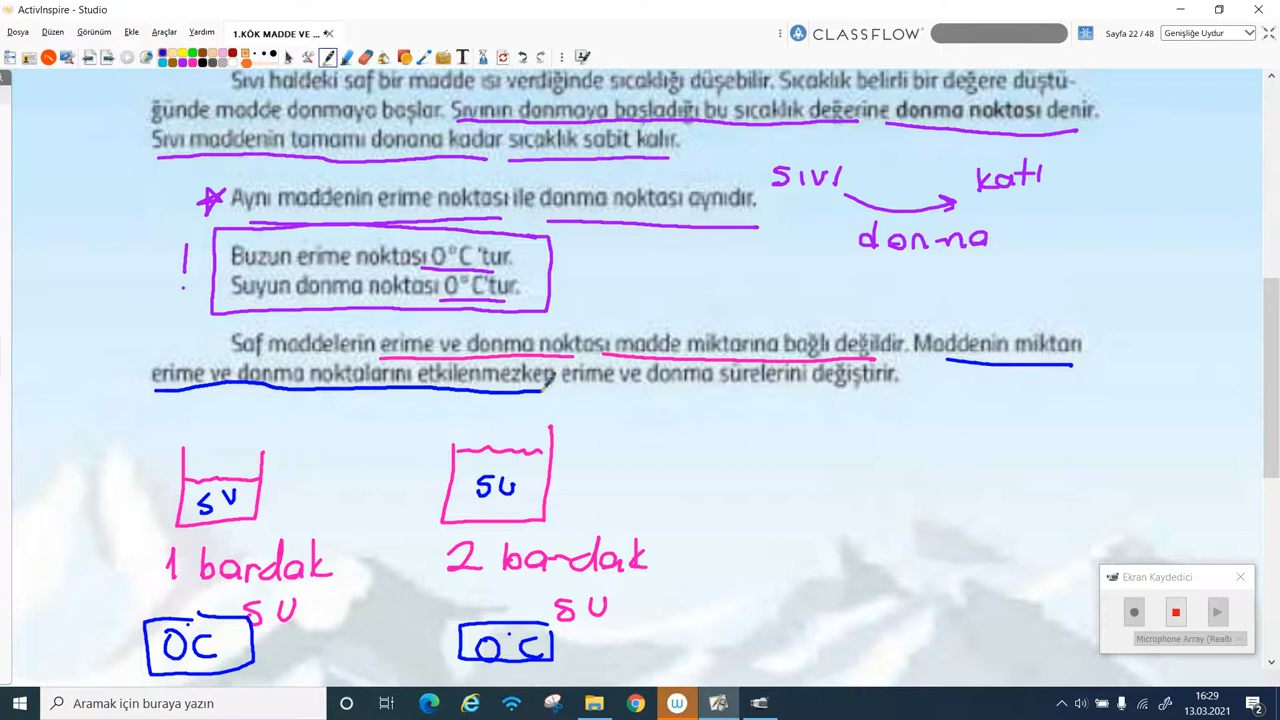 ActivInspire - Studio
Dosya Düzen Görünüm Ekle Araçlar Yardım
1.KÖK MADDE VE ...
CLASSFLOW
Sayfa 22 / 48
Genişliğe Uydur
Sıvı haldeki saf bir madde ısı verdiğinde sıcaklığı düşebilir. Sıcaklık belirli bir değere düştü-
ğünde madde donmaya başlar. Sıvının donmaya başladığı bu sıcaklık değerine donma noktası denir.
Sıvı maddenin tamamı donana kadar sıcaklık sabit kalır.
sıvı
katı
donma
Aynı maddenin erime noktası ile donma noktası aynıdır.
! Buzun erime noktası 0°C 'tur.
Suyun donma noktası 0°C'tur.
Saf maddelerin erime ve donma noktası madde miktarına bağlı değildir. Maddenin miktarı
erime ve donma noktalarını etkilenmezken erime ve donma sürelerini değiştirir.
SU
SU
1 bardak
su
2 bardak
su
0°C
0°C
Ekran Kaydedici
Microphone Array (Realte
Aramak için buraya yazın
16:29
13.03.2021
2